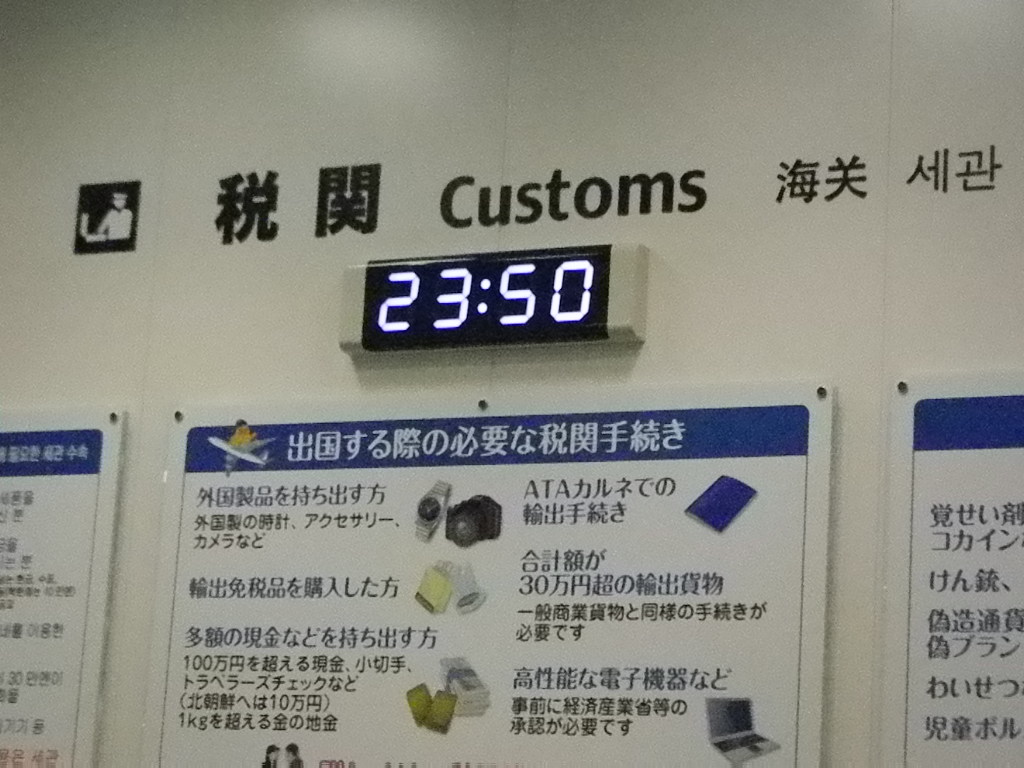 税関 Customs 海关 세관
23:50
필요한 세관 수속
出国する際の必要な税関手続き
外国製品を持ち出す方
外国製の時計、アクセサリー、
カメラなど
輸出免税品を購入した方
多額の現金などを持ち出す方
100万円を超える現金、小切手、
トラベラーズチェックなど
(北朝鮮へは10万円)
1kgを超える金の地金
ATAカルネでの
輸出手続き
合計額が
30万円超の輸出貨物
一般商業貨物と同様の手続きが
必要です
高性能な電子機器など
事前に経済産業省等の
承認が必要です
覚せい剤
コカイン
けん銃、
偽造通貨
偽ブラン
わいせつ
児童ポル